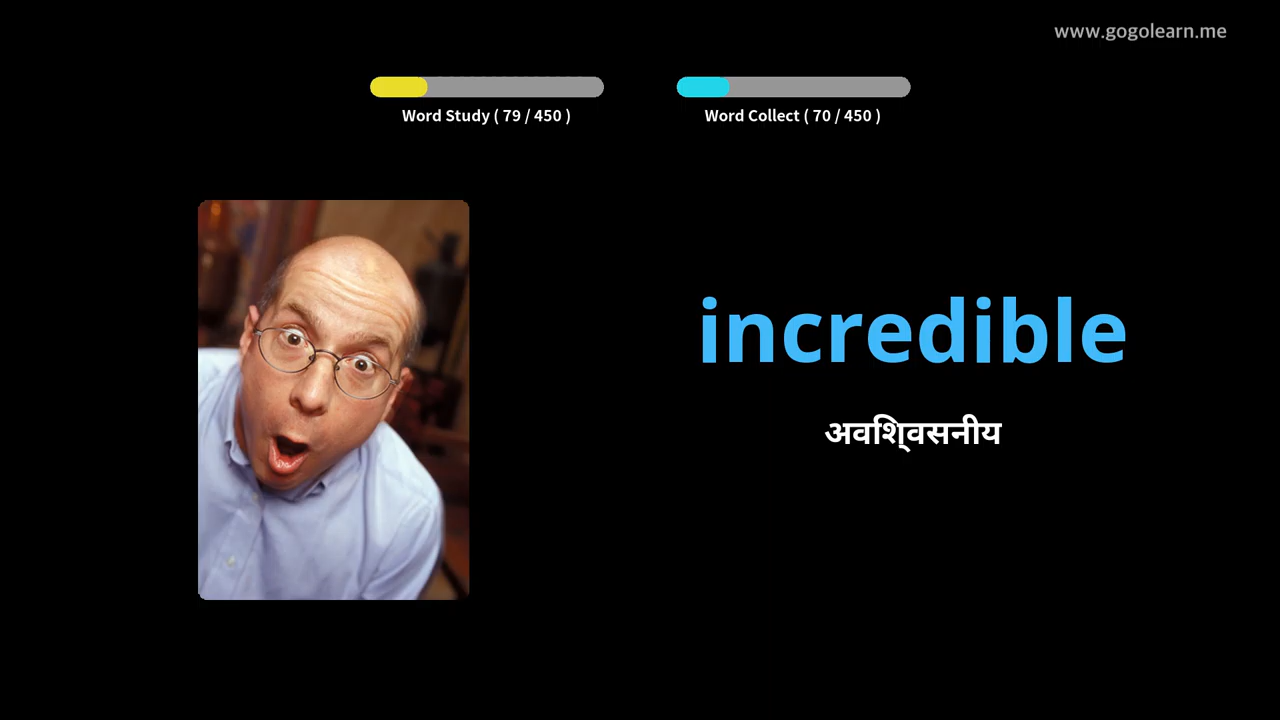 www.gogolearn.me
Word Study ( 79 / 450 )
Word Collect ( 70 / 450 )
incredible
अविश्वसनीय